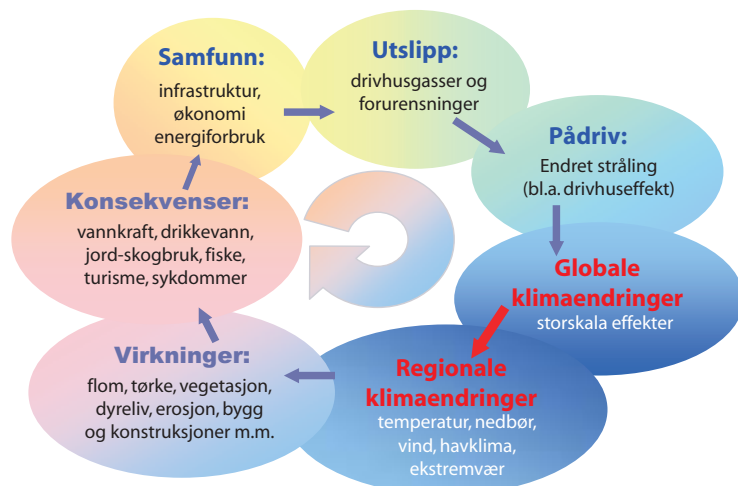 Samfunn:
infrastruktur,
økonomi
energiforbruk
Utslipp:
drivhusgasser og
forurensninger
Pådriv:
Endret stråling
(bl.a. drivhuseffekt)
Globale
klimaendringer
storskala effekter
Regionale
klimaendringer
temperatur, nedbør,
vind, havklima,
ekstremvær
Virkninger:
flom, tørke, vegetasjon,
dyreliv, erosjon, bygg
og konstruksjoner m.m.
Konsekvenser:
vannkraft, drikkevann,
jord-skogbruk, fiske,
turisme, sykdommer